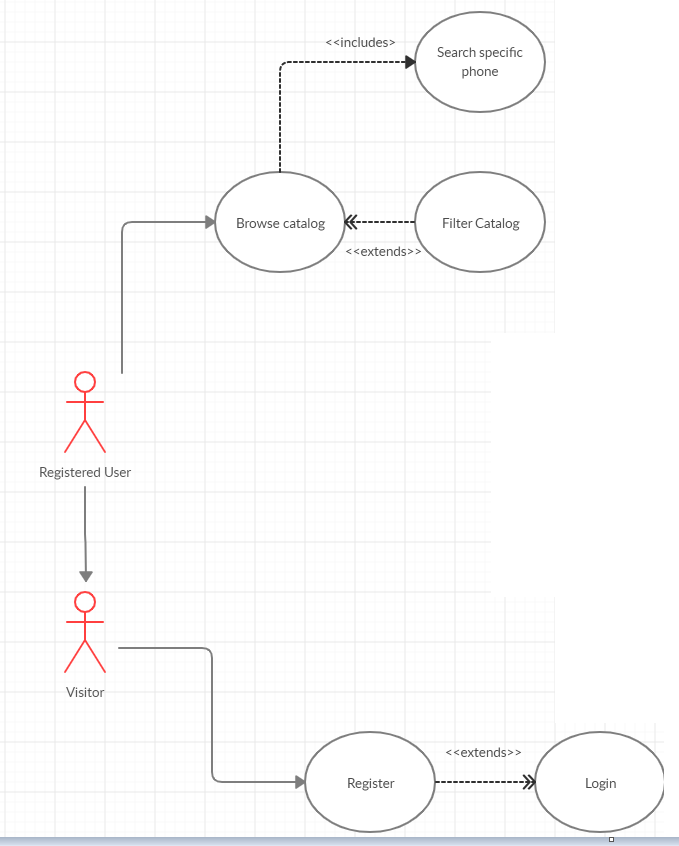 <<includes>
Search specific
phone
Browse catalog
Filter Catalog
<<extends>>
Registered User
Visitor
<<extends>>
Register
Login